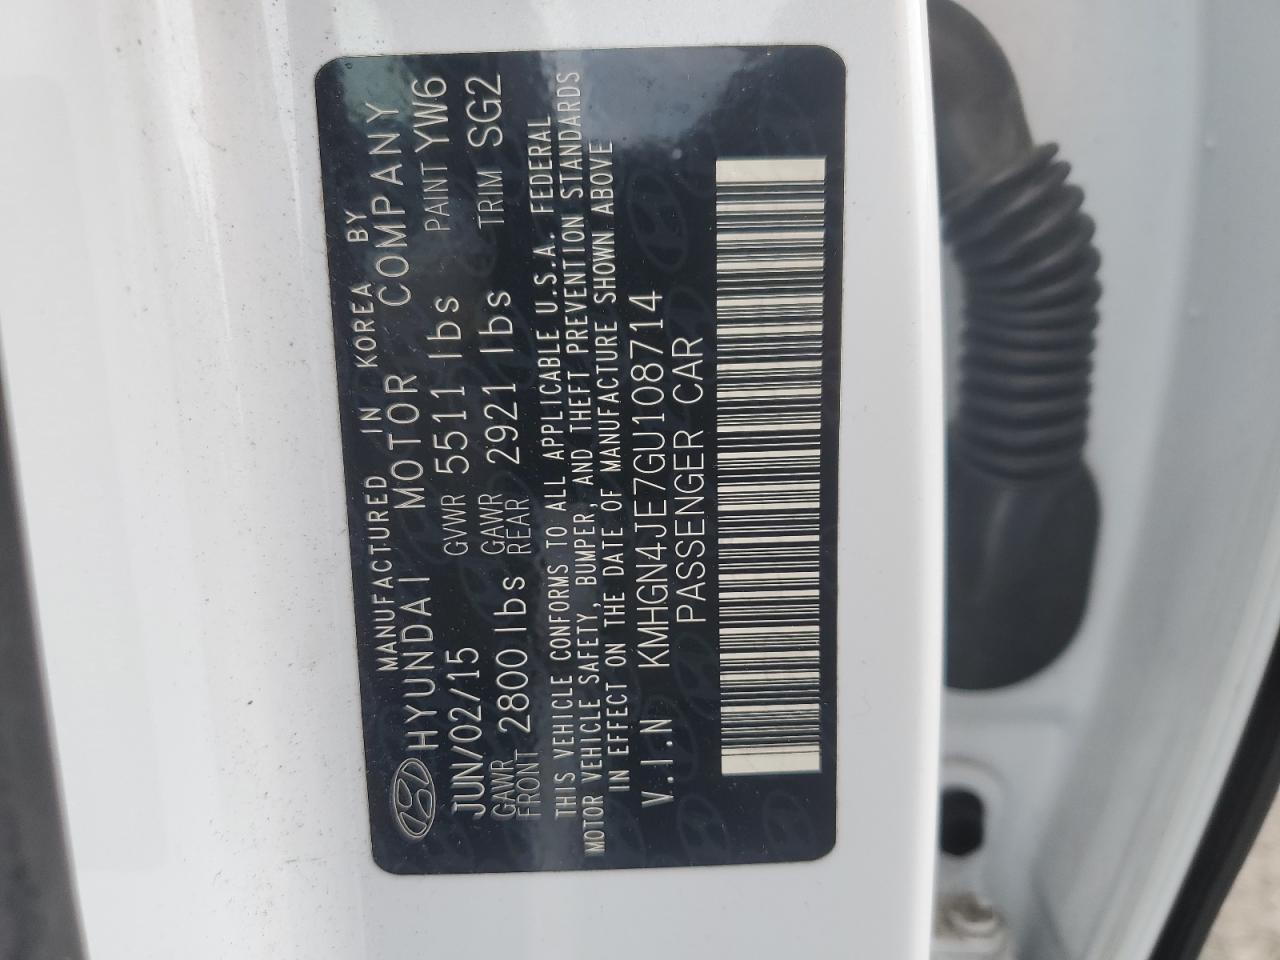 MANUFACTURED IN KOREA BY
HYUNDAI MOTOR COMPANY
JUN/02/15 GVWR 5511 lbs PAINT YW6
GAWR FRONT 2800 lbs GAWR REAR 2921 lbs TRIM SG2
THIS VEHICLE CONFORMS TO ALL APPLICABLE U.S.A. FEDERAL
MOTOR VEHICLE SAFETY, BUMPER, AND THEFT PREVENTION STANDARDS
IN EFFECT ON THE DATE OF MANUFACTURE SHOWN ABOVE
V.I.N KMHGN4JE7GU108714
PASSENGER CAR